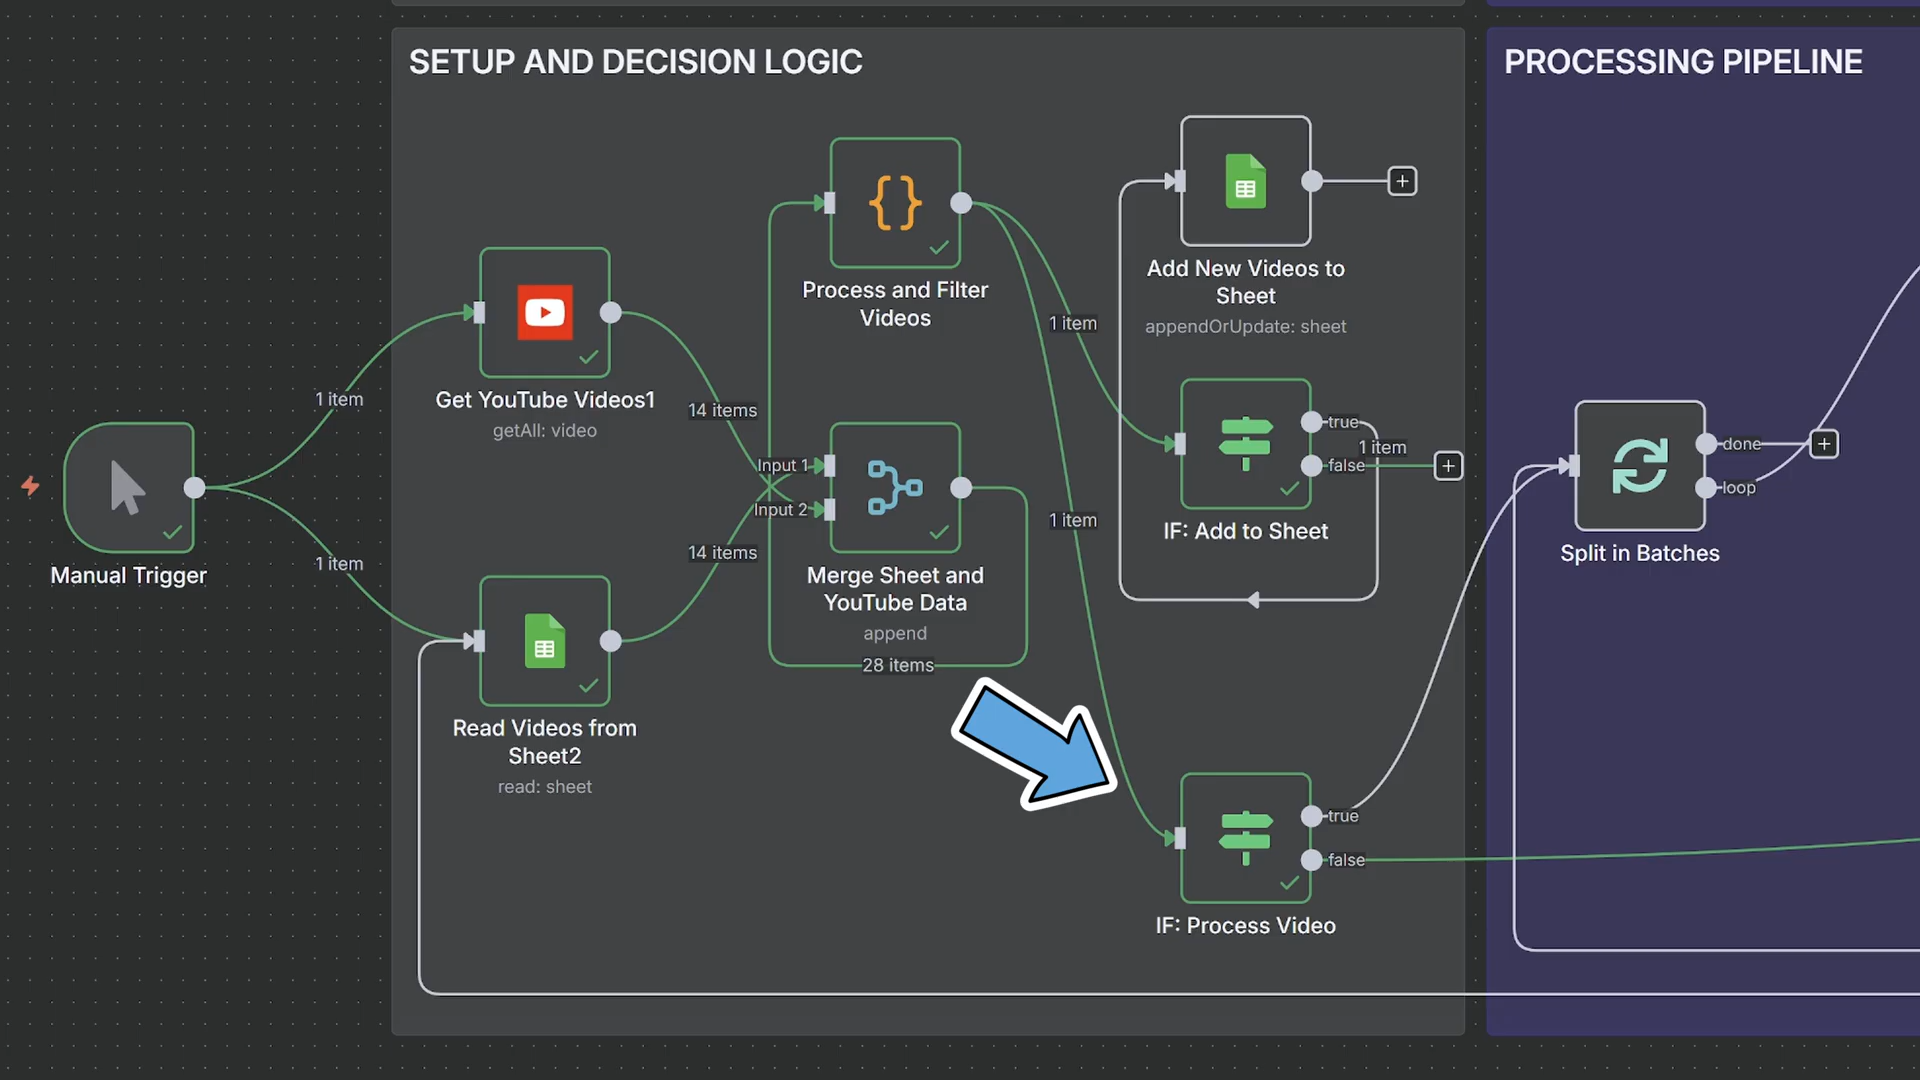 SETUP AND DECISION LOGIC
PROCESSING PIPELINE
Process and Filter
Videos
Add New Videos to
Sheet
appendOrUpdate: sheet
1 item
1 item
Get YouTube Videos1
getAll: video
14 items
true
1 item
false
IF: Add to Sheet
Input 1
Input 2
done
loop
Split in Batches
1 item
14 items
1 item
Manual Trigger
Merge Sheet and
YouTube Data
append
28 items
Read Videos from
Sheet2
read: sheet
true
false
IF: Process Video